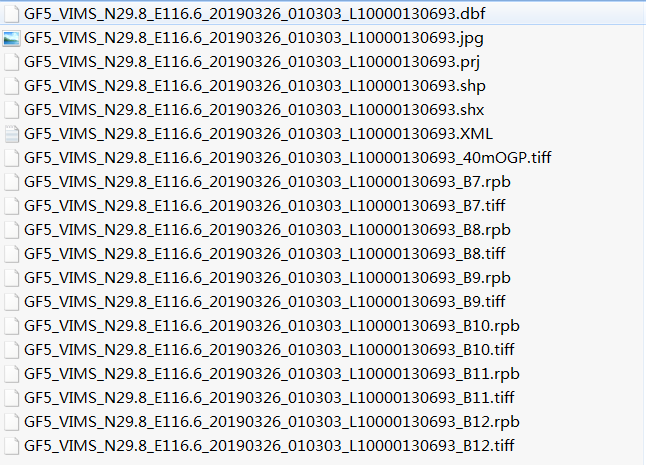 GF5_VIMS_N29.8_E116.6_20190326_010303_L10000130693.dbf
GF5_VIMS_N29.8_E116.6_20190326_010303_L10000130693.jpg
GF5_VIMS_N29.8_E116.6_20190326_010303_L10000130693.prj
GF5_VIMS_N29.8_E116.6_20190326_010303_L10000130693.shp
GF5_VIMS_N29.8_E116.6_20190326_010303_L10000130693.shx
GF5_VIMS_N29.8_E116.6_20190326_010303_L10000130693.XML
GF5_VIMS_N29.8_E116.6_20190326_010303_L10000130693_40mOGP.tiff
GF5_VIMS_N29.8_E116.6_20190326_010303_L10000130693_B7.rpb
GF5_VIMS_N29.8_E116.6_20190326_010303_L10000130693_B7.tiff
GF5_VIMS_N29.8_E116.6_20190326_010303_L10000130693_B8.rpb
GF5_VIMS_N29.8_E116.6_20190326_010303_L10000130693_B8.tiff
GF5_VIMS_N29.8_E116.6_20190326_010303_L10000130693_B9.rpb
GF5_VIMS_N29.8_E116.6_20190326_010303_L10000130693_B9.tiff
GF5_VIMS_N29.8_E116.6_20190326_010303_L10000130693_B10.rpb
GF5_VIMS_N29.8_E116.6_20190326_010303_L10000130693_B10.tiff
GF5_VIMS_N29.8_E116.6_20190326_010303_L10000130693_B11.rpb
GF5_VIMS_N29.8_E116.6_20190326_010303_L10000130693_B11.tiff
GF5_VIMS_N29.8_E116.6_20190326_010303_L10000130693_B12.rpb
GF5_VIMS_N29.8_E116.6_20190326_010303_L10000130693_B12.tiff